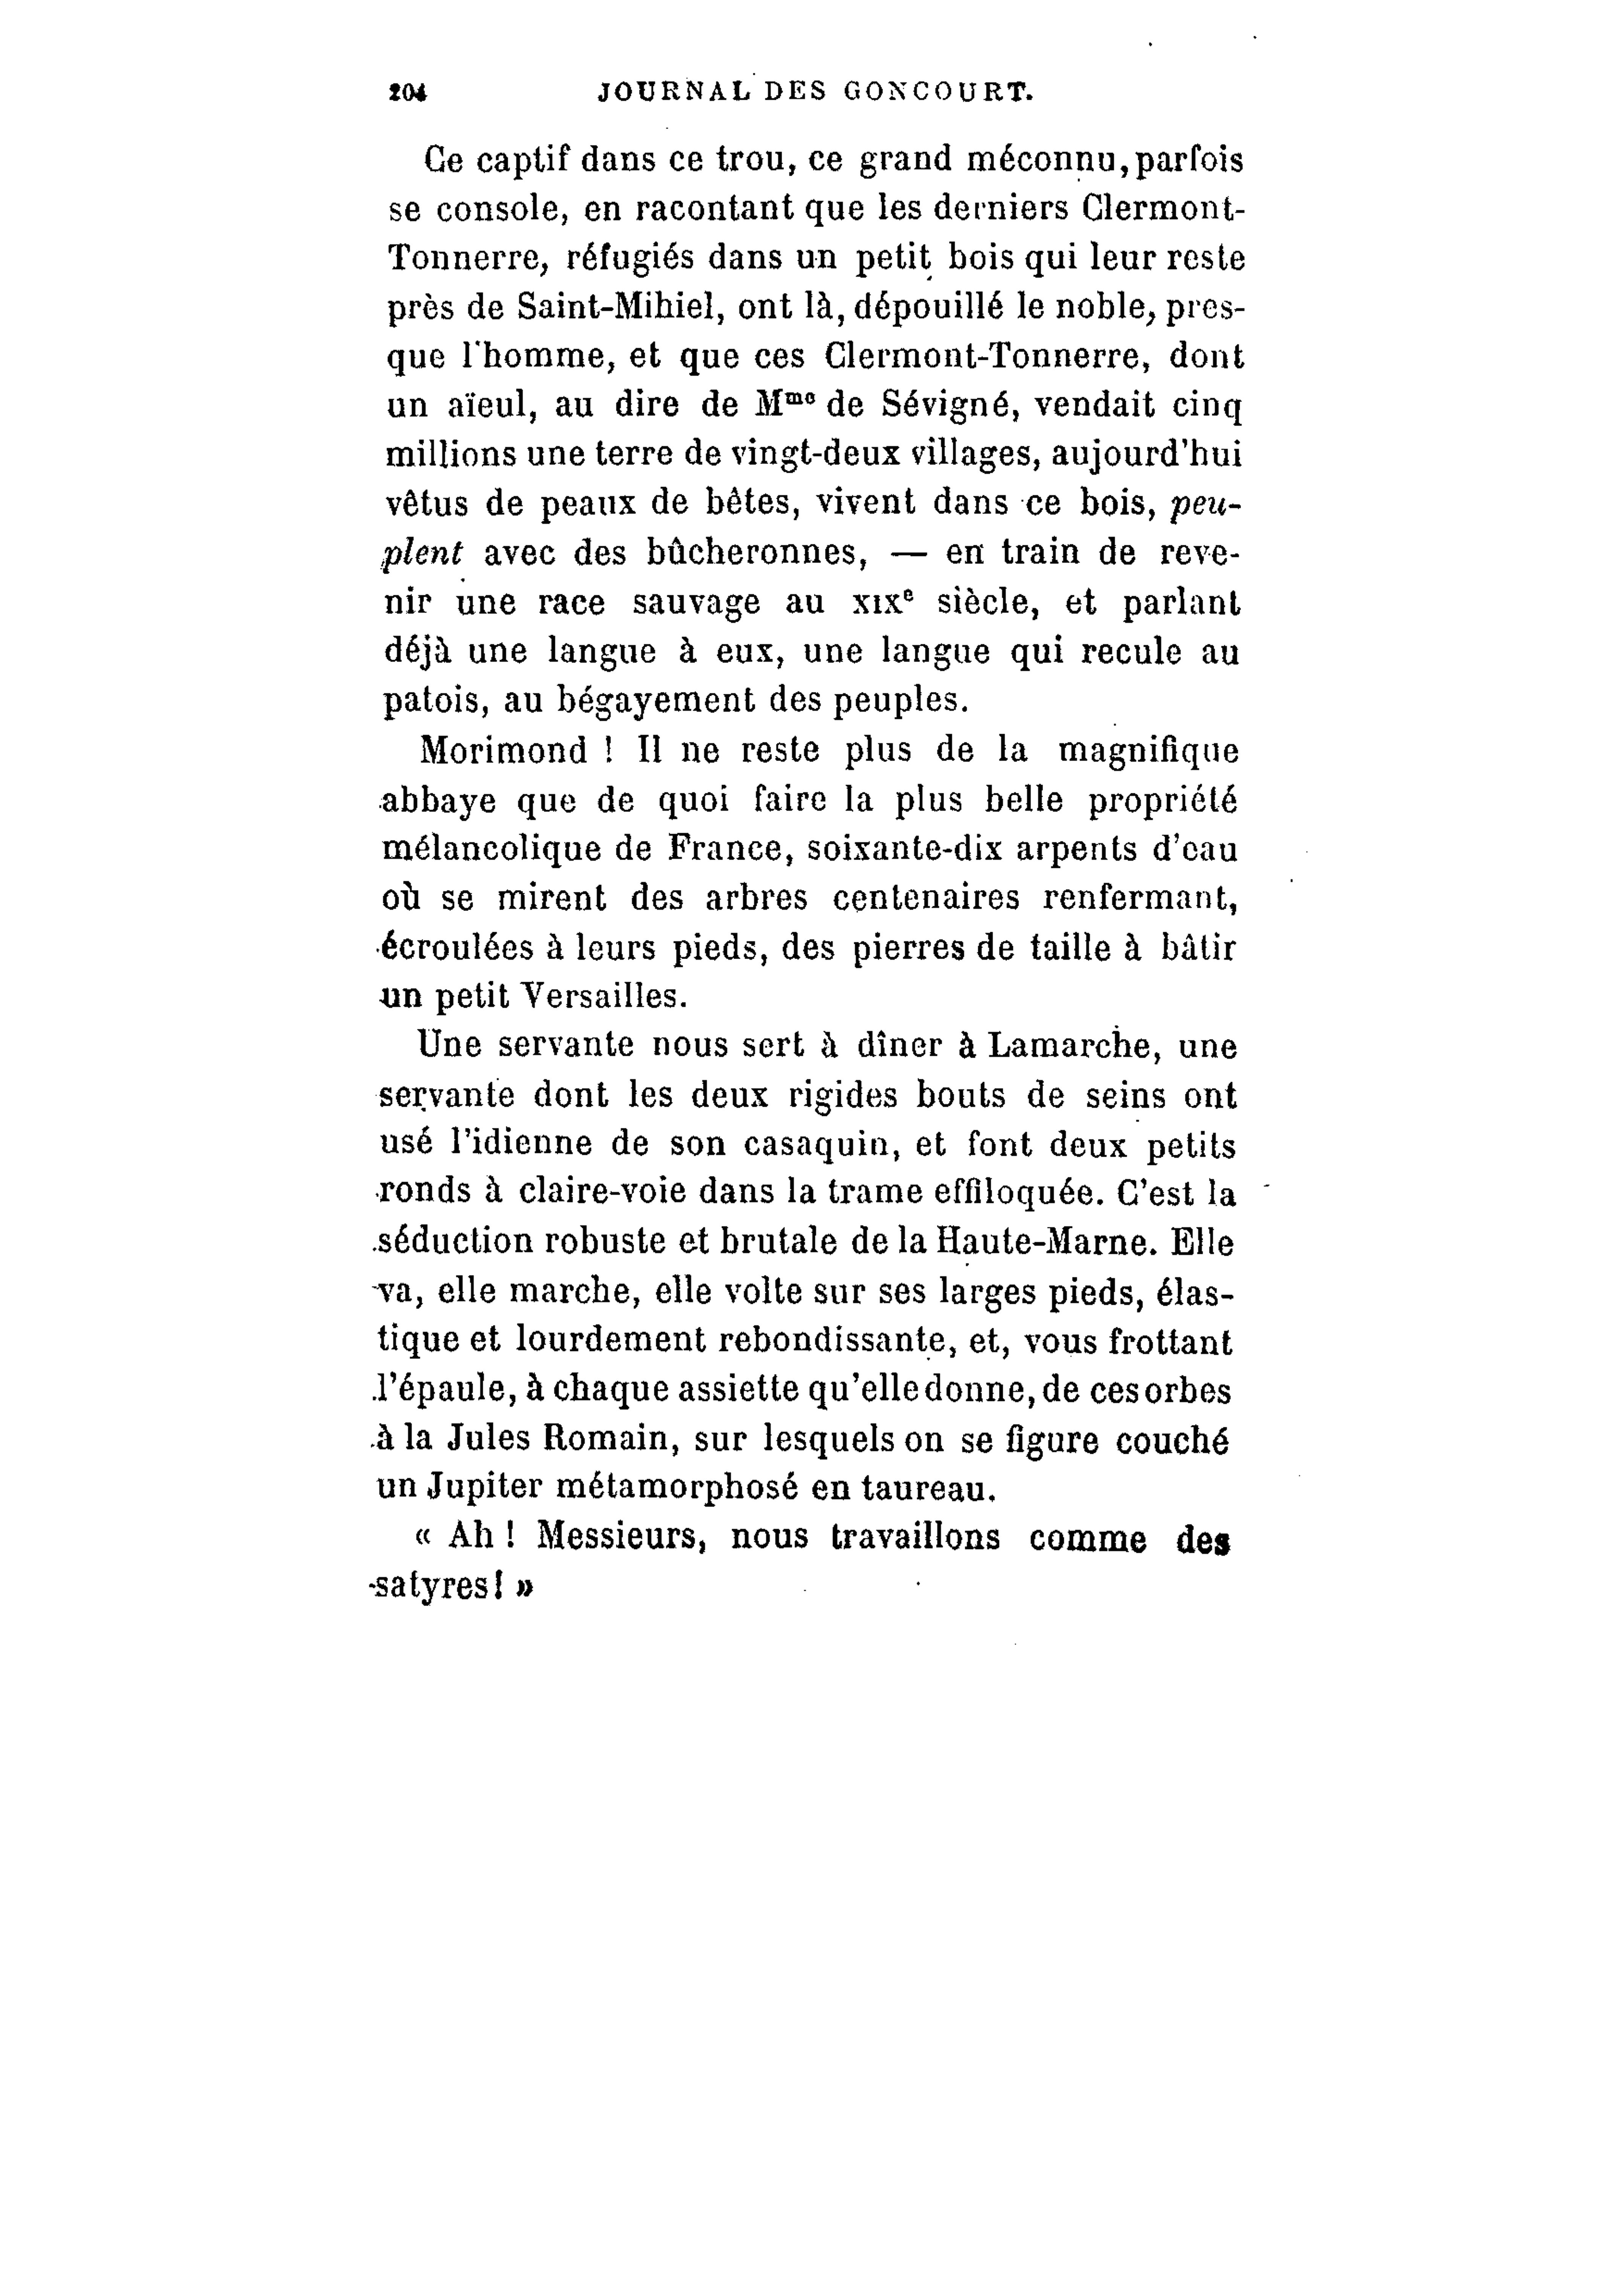 204 JOURNAL DES GONCOURT.
Ce captif dans ce trou, ce grand méconnu, parfois
se console, en racontant que les derniers Clermont-
Tonnerre, réfugiés dans un petit bois qui leur reste
près de Saint-Mihiel, ont là, dépouillé le noble, pres-
que l'homme, et que ces Clermont-Tonnerre, dont
un aïeul, au dire de Mme de Sévigné, vendait cinq
millions une terre de vingt-deux villages, aujourd'hui
vêtus de peaux de bêtes, vivent dans ce bois, peu-
plent avec des bûcheronnes, — en train de reve-
nir une race sauvage au XIXe siècle, et parlant
déjà une langue à eux, une langue qui recule au
patois, au bégayement des peuples.
Morimond ! Il ne reste plus de la magnifique
abbaye que de quoi faire la plus belle propriété
mélancolique de France, soixante-dix arpents d'eau
où se mirent des arbres centenaires renfermant,
écroulées à leurs pieds, des pierres de taille à bâtir
un petit Versailles.
Une servante nous sert à dîner à Lamarche, une
servante dont les deux rigides bouts de seins ont
usé l'idienne de son casaquin, et font deux petits
ronds à claire-voie dans la trame effiloquée. C'est la
séduction robuste et brutale de la Haute-Marne. Elle
va, elle marche, elle volte sur ses larges pieds, élas-
tique et lourdement rebondissante, et, vous frottant
l'épaule, à chaque assiette qu'elle donne, de ces orbes
à la Jules Romain, sur lesquels on se figure couché
un Jupiter métamorphosé en taureau.
« Ah ! Messieurs, nous travaillons comme des
satyres! »